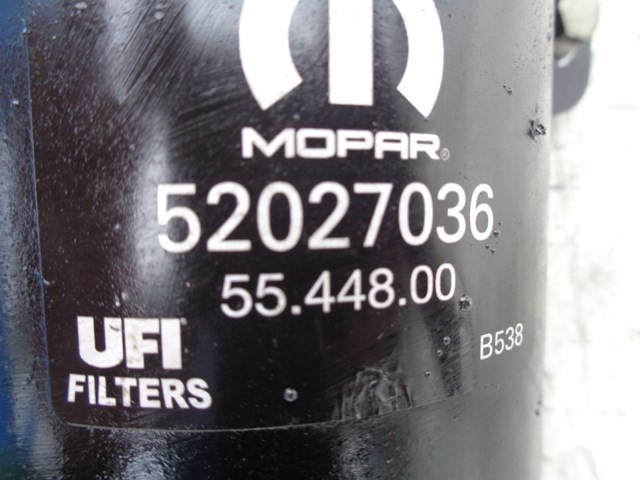 MOPAR®
52027036
55.448.00
UFI
FILTERS
B538